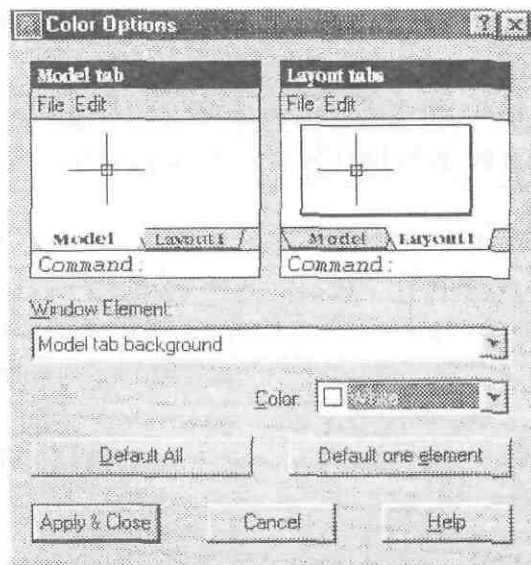 Color Options
Model tab
Layout tabs
File Edit
File Edit
Model Layout1
Model Layout1
Command:
Command:
Window Element:
Model tab background
Color:
Default All
Default one element
Apply & Close
Cancel
Help